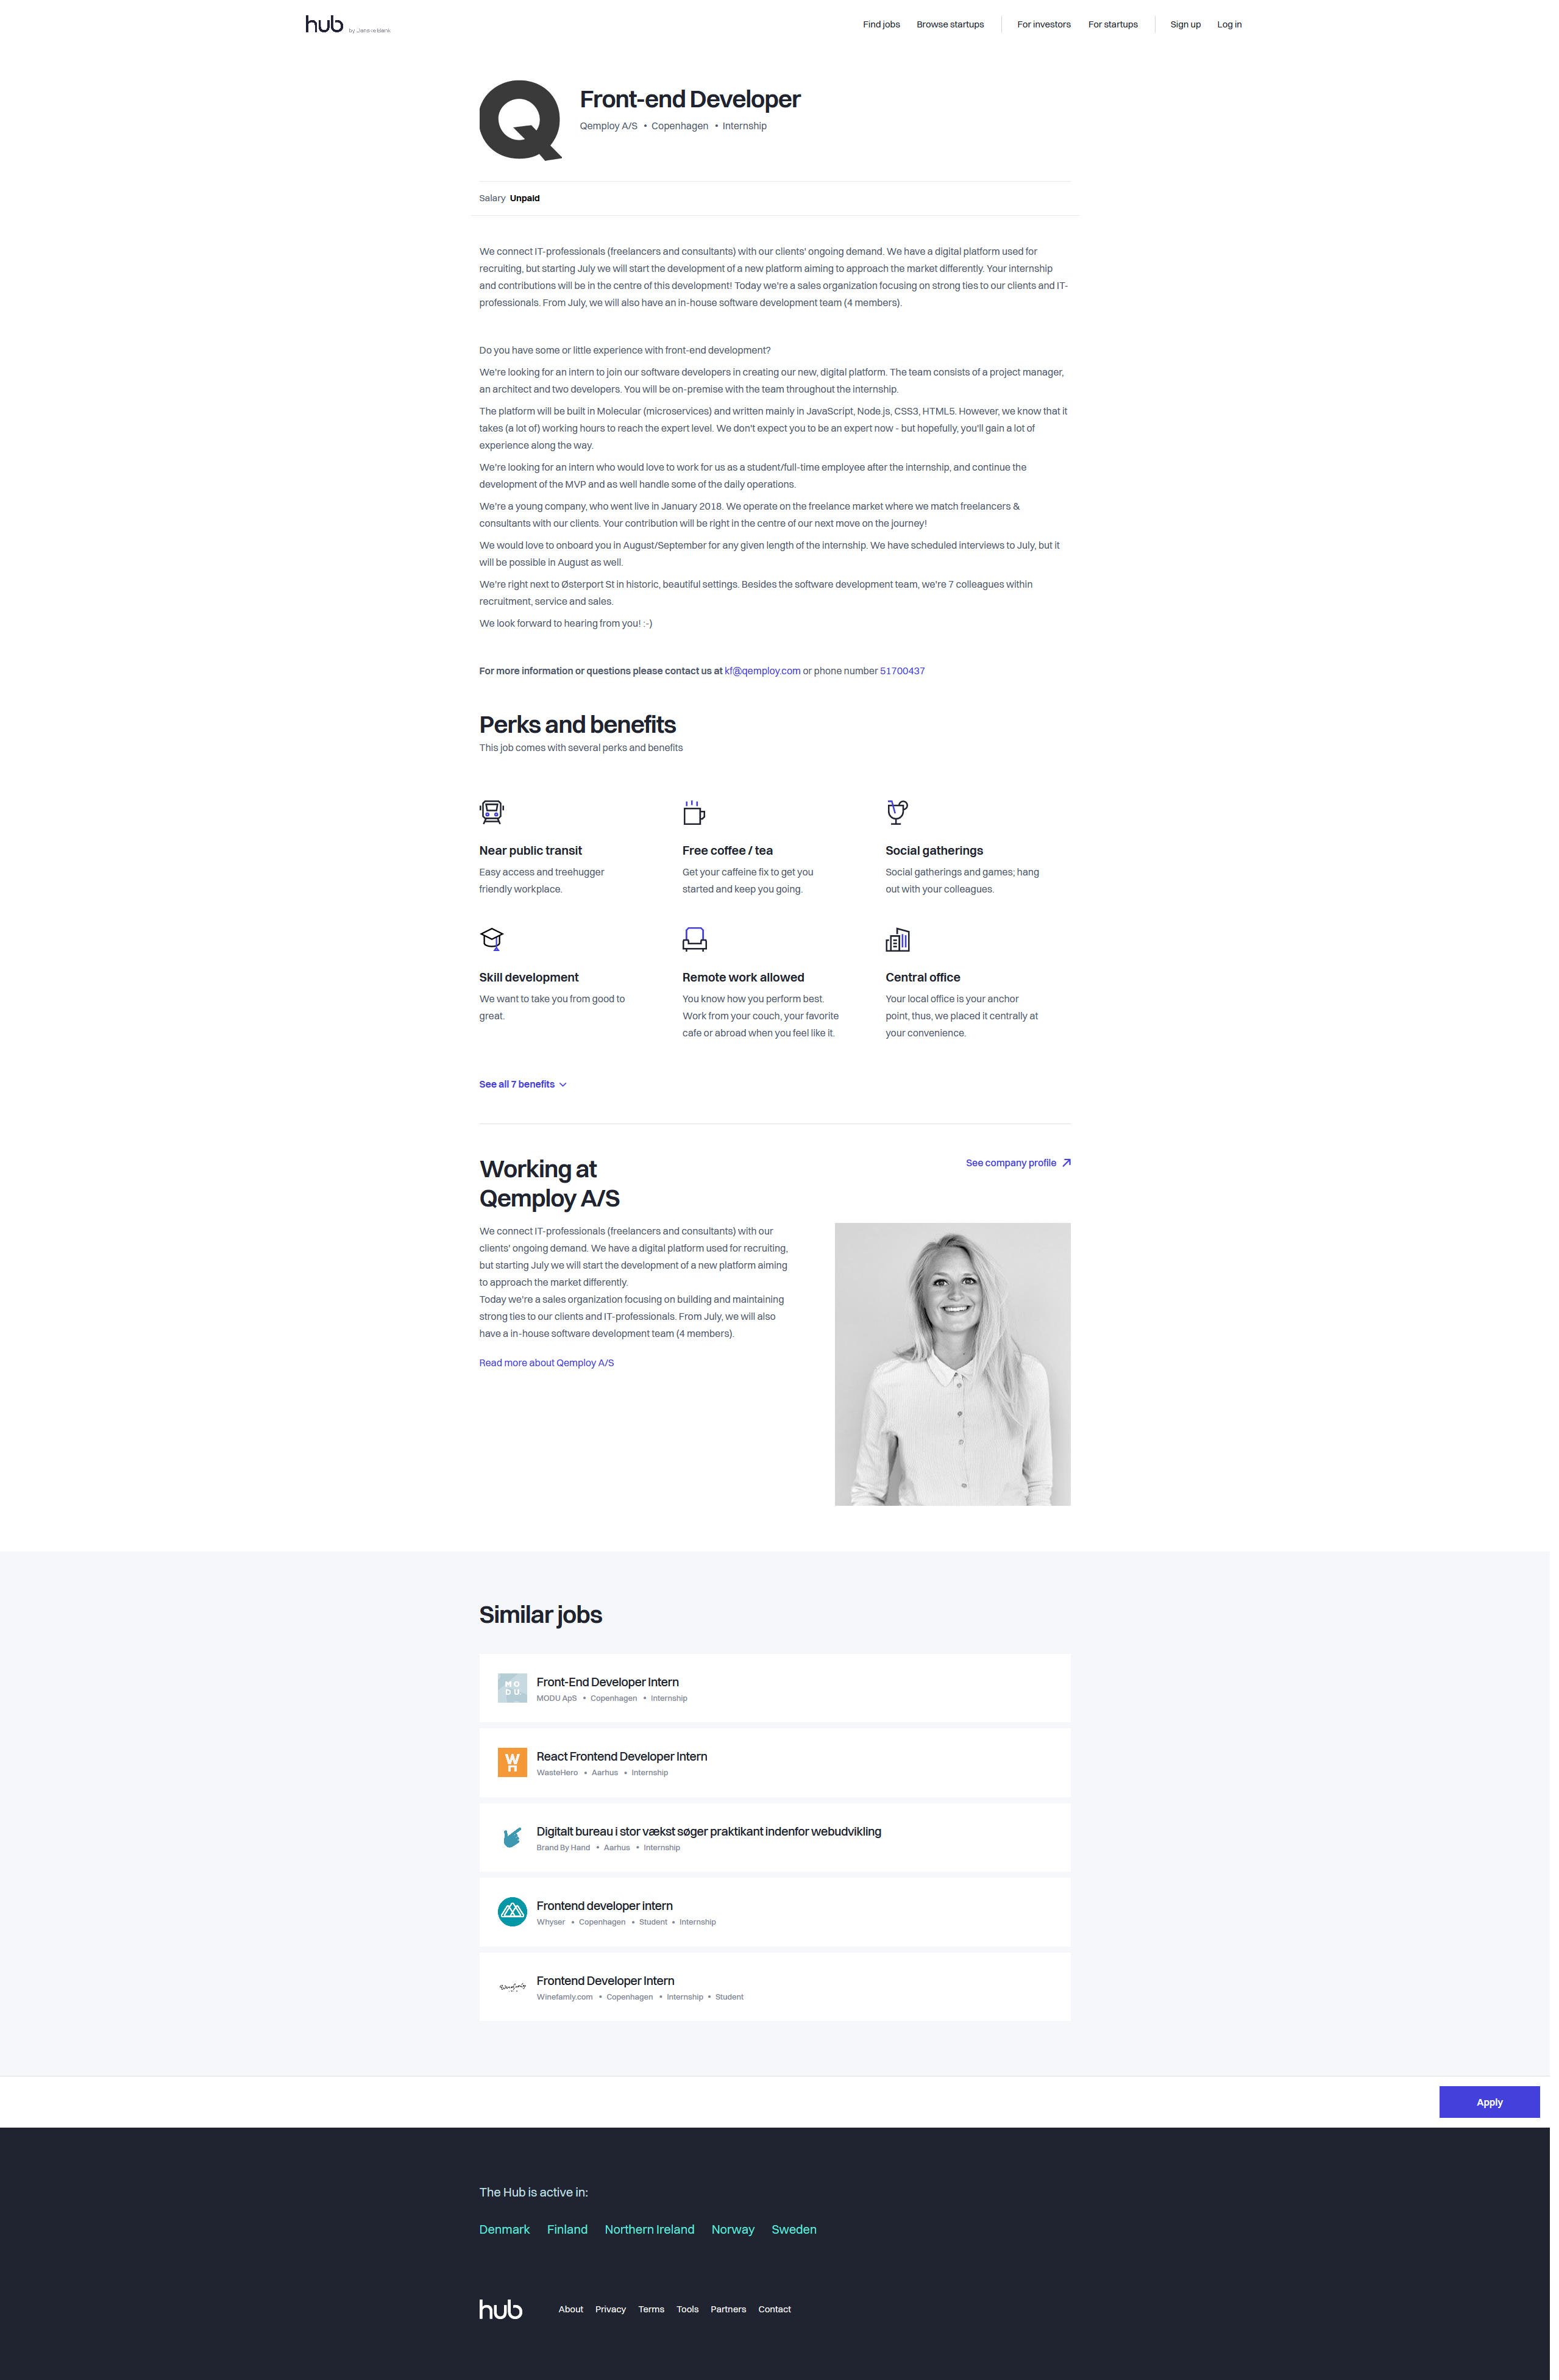 hub
Find jobs Browse startups For investors For startups Sign up Log in
Front-end Developer
Qemploy A/S • Copenhagen • Internship
Salary Unpaid
We connect IT-professionals (freelancers and consultants) with our clients' ongoing demand. We have a digital platform used for
recruiting, but starting July we will start the development of a new platform aiming to approach the market differently. Your internship
and contributions will be in the centre of this development! Today we're a sales organization focusing on strong ties to our clients and IT-
professionals. From July, we will also have an in-house software development team (4 members).
Do you have some or little experience with front-end development?
We're looking for an intern to join our software developers in creating our new, digital platform. The team consists of a project manager,
an architect and two developers. You will be on-premise with the team throughout the internship.
The platform will be built in Molecular (microservices) and written mainly in JavaScript, Node.js, CSS3, HTML5. However, we know that it
takes (a lot of) working hours to reach the expert level. We don't expect you to be an expert now - but hopefully, you'll gain a lot of
experience along the way.
We're looking for an intern who would love to work for us as a student/full-time employee after the internship, and continue the
development of the MVP and as well handle some of the daily operations.
We're a young company, who went live in January 2018. We operate on the freelance market where we match freelancers &
consultants with our clients. Your contribution will be right in the centre of our next move on the journey!
We would love to onboard you in August/September for any given length of the internship. We have scheduled interviews to July, but it
will be possible in August as well.
We're right next to Østerport St in historic, beautiful settings. Besides the software development team, we're 7 colleagues within
recruitment, service and sales.
We look forward to hearing from you! :-)
For more information or questions please contact us at kf@qemploy.com or phone number 51700437
Perks and benefits
This job comes with several perks and benefits
Near public transit
Easy access and treehugger
friendly workplace.
Free coffee / tea
Get your caffeine fix to get you
started and keep you going.
Social gatherings
Social gatherings and games; hang
out with your colleagues.
Skill development
We want to take you from good to
great.
Remote work allowed
You know how you perform best.
Work from your couch, your favorite
cafe or abroad when you feel like it.
Central office
Your local office is your anchor
point, thus, we placed it centrally at
your convenience.
See all 7 benefits
Working at
Qemploy A/S
See company profile
We connect IT-professionals (freelancers and consultants) with our
clients' ongoing demand. We have a digital platform used for recruiting,
but starting July we will start the development of a new platform aiming
to approach the market differently.
Today we're a sales organization focusing on building and maintaining
strong ties to our clients and IT-professionals. From July, we will also
have a in-house software development team (4 members).
Read more about Qemploy A/S
Similar jobs
MO
DU
Front-End Developer Intern
MODU ApS • Copenhagen • Internship
React Frontend Developer Intern
WasteHero • Aarhus • Internship
Digitalt bureau i stor vækst søger praktikant indenfor webudvikling
Brand By Hand • Aarhus • Internship
Frontend developer intern
Whyser • Copenhagen • Student • Internship
Frontend Developer Intern
Winefamly.com • Copenhagen • Internship • Student
Apply
The Hub is active in:
Denmark Finland Northern Ireland Norway Sweden
hub
About Privacy Terms Tools Partners Contact